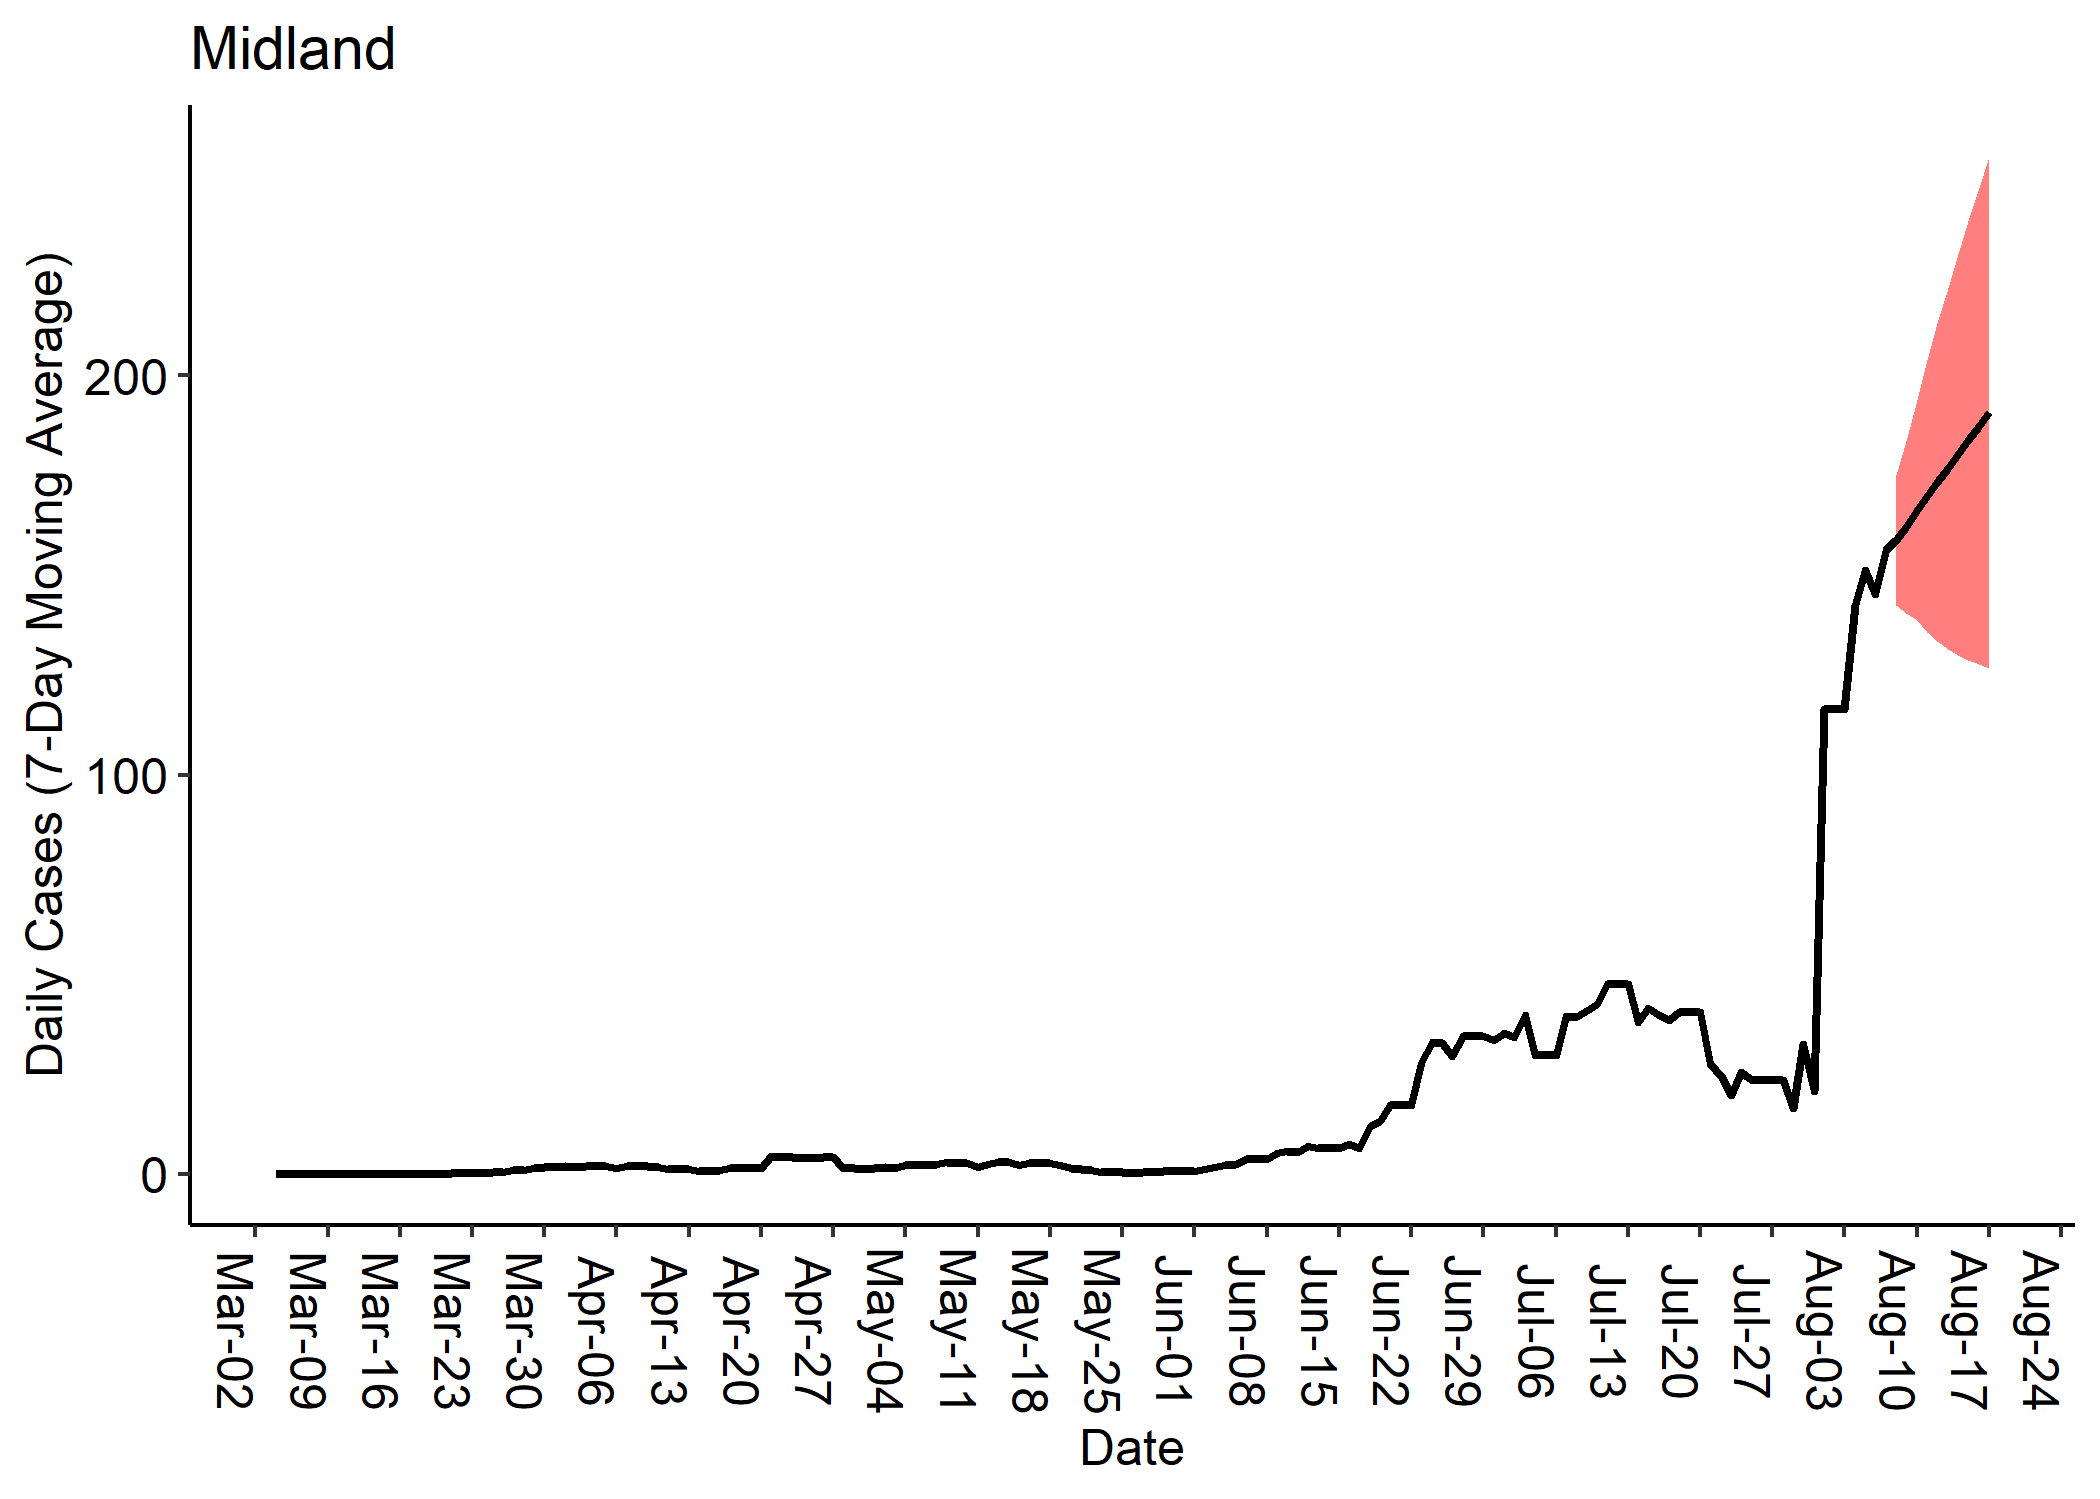 Midland
Daily Cases (7-Day Moving Average)
200
100
0
Mar-02
Mar-09
Mar-16
Mar-23
Mar-30
Apr-06
Apr-13
Apr-20
Apr-27
May-04
May-11
May-18
May-25
Jun-01
Jun-08
Jun-15
Jun-22
Jun-29
Jul-06
Jul-13
Jul-20
Jul-27
Aug-03
Aug-10
Aug-17
Aug-24
Date